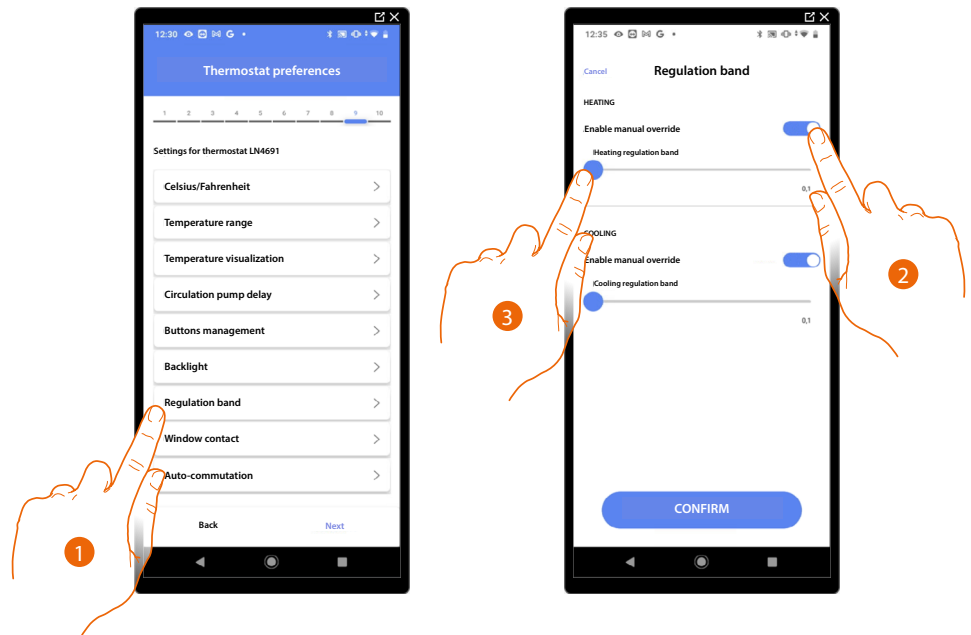 12:30 G
Thermostat preferences
1 2 3 4 5 6 7 8 9 10
Settings for thermostat LN4691
Celsius/Fahrenheit
Temperature range
Temperature visualization
Circulation pump delay
Buttons management
Backlight
Regulation band
Window contact
Auto-commutation
Back Next
1
12:35 G
Cancel Regulation band
HEATING
Enable manual override
Heating regulation band
0,1
COOLING
Enable manual override
Cooling regulation band
0,1
CONFIRM
2
3